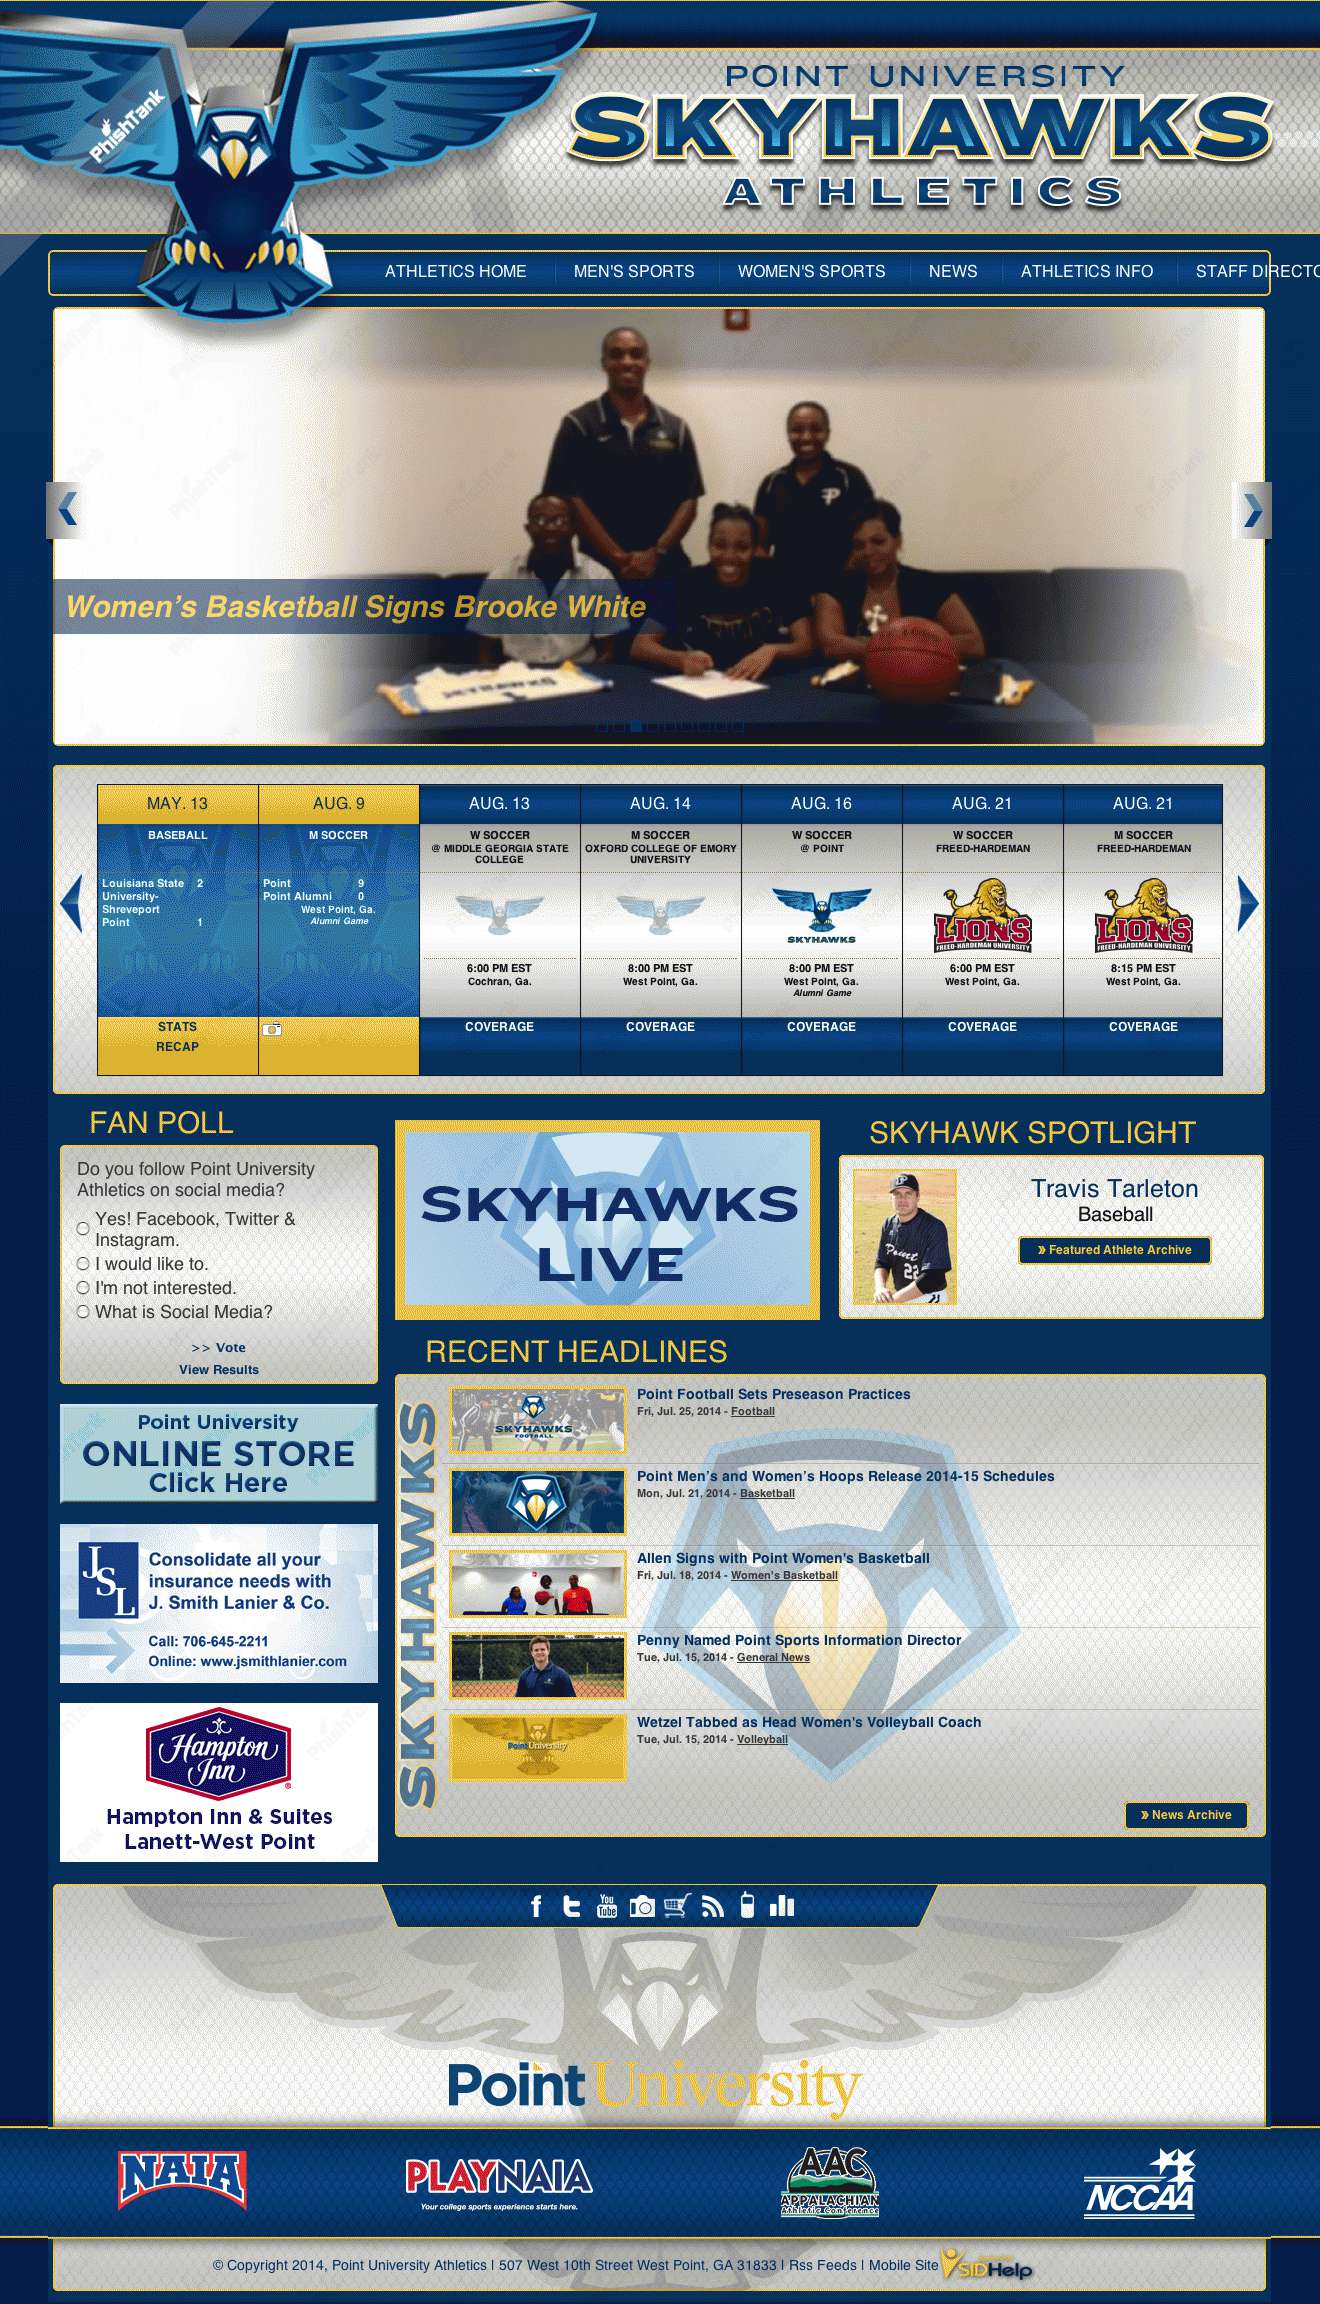 POINT UNIVERSITY
SKYHAWKS
ATHLETICS
PhishTank
ATHLETICS HOME
MEN'S SPORTS
WOMEN'S SPORTS
NEWS
ATHLETICS INFO
STAFF DIRECTO
Women's Basketball Signs Brooke White
MAY. 13
BASEBALL
Louisiana State 2
University-
Shreveport
Point 1
STATS
RECAP
AUG. 9
M SOCCER
Point 9
Point Alumni 0
West Point, Ga.
Alumni Game
AUG. 13
W SOCCER
@ MIDDLE GEORGIA STATE
COLLEGE
6:00 PM EST
Cochran, Ga.
COVERAGE
AUG. 14
M SOCCER
OXFORD COLLEGE OF EMORY
UNIVERSITY
8:00 PM EST
West Point, Ga.
COVERAGE
AUG. 16
W SOCCER
@ POINT
SKYHAWKS
8:00 PM EST
West Point, Ga.
Alumni Game
COVERAGE
AUG. 21
W SOCCER
FREED-HARDEMAN
LIONS
FREED-HARDEMAN UNIVERSITY
6:00 PM EST
West Point, Ga.
COVERAGE
AUG. 21
M SOCCER
FREED-HARDEMAN
LIONS
FREED-HARDEMAN UNIVERSITY
8:15 PM EST
West Point, Ga.
COVERAGE
FAN POLL
Do you follow Point University
Athletics on social media?
Yes! Facebook, Twitter &
Instagram.
I would like to.
I'm not interested.
What is Social Media?
>> Vote
View Results
SKYHAWKS
LIVE
SKYHAWK SPOTLIGHT
Travis Tarleton
Baseball
» Featured Athlete Archive
Point
22
Point University
ONLINE STORE
Click Here
JSL
Consolidate all your
insurance needs with
J. Smith Lanier & Co.
Call: 706-645-2211
Online: www.jsmithlanier.com
Hampton
Inn
Hampton Inn & Suites
Lanett-West Point
RECENT HEADLINES
SKYHAWKS
SKYHAWKS
FOOTBALL
Point Football Sets Preseason Practices
Fri, Jul. 25, 2014 - Football
Point Men's and Women's Hoops Release 2014-15 Schedules
Mon, Jul. 21, 2014 - Basketball
Allen Signs with Point Women's Basketball
Fri, Jul. 18, 2014 - Women's Basketball
Penny Named Point Sports Information Director
Tue, Jul. 15, 2014 - General News
Point University
Wetzel Tabbed as Head Women's Volleyball Coach
Tue, Jul. 15, 2014 - Volleyball
» News Archive
You
Tube
Point University
NAIA
PLAYNAIA
Your college sports experience starts here.
AAC
APPALACHIAN
Athletic Conference
NCCAA
© Copyright 2014, Point University Athletics | 507 West 10th Street West Point, GA 31833 | Rss Feeds | Mobile Site
SIDHelp